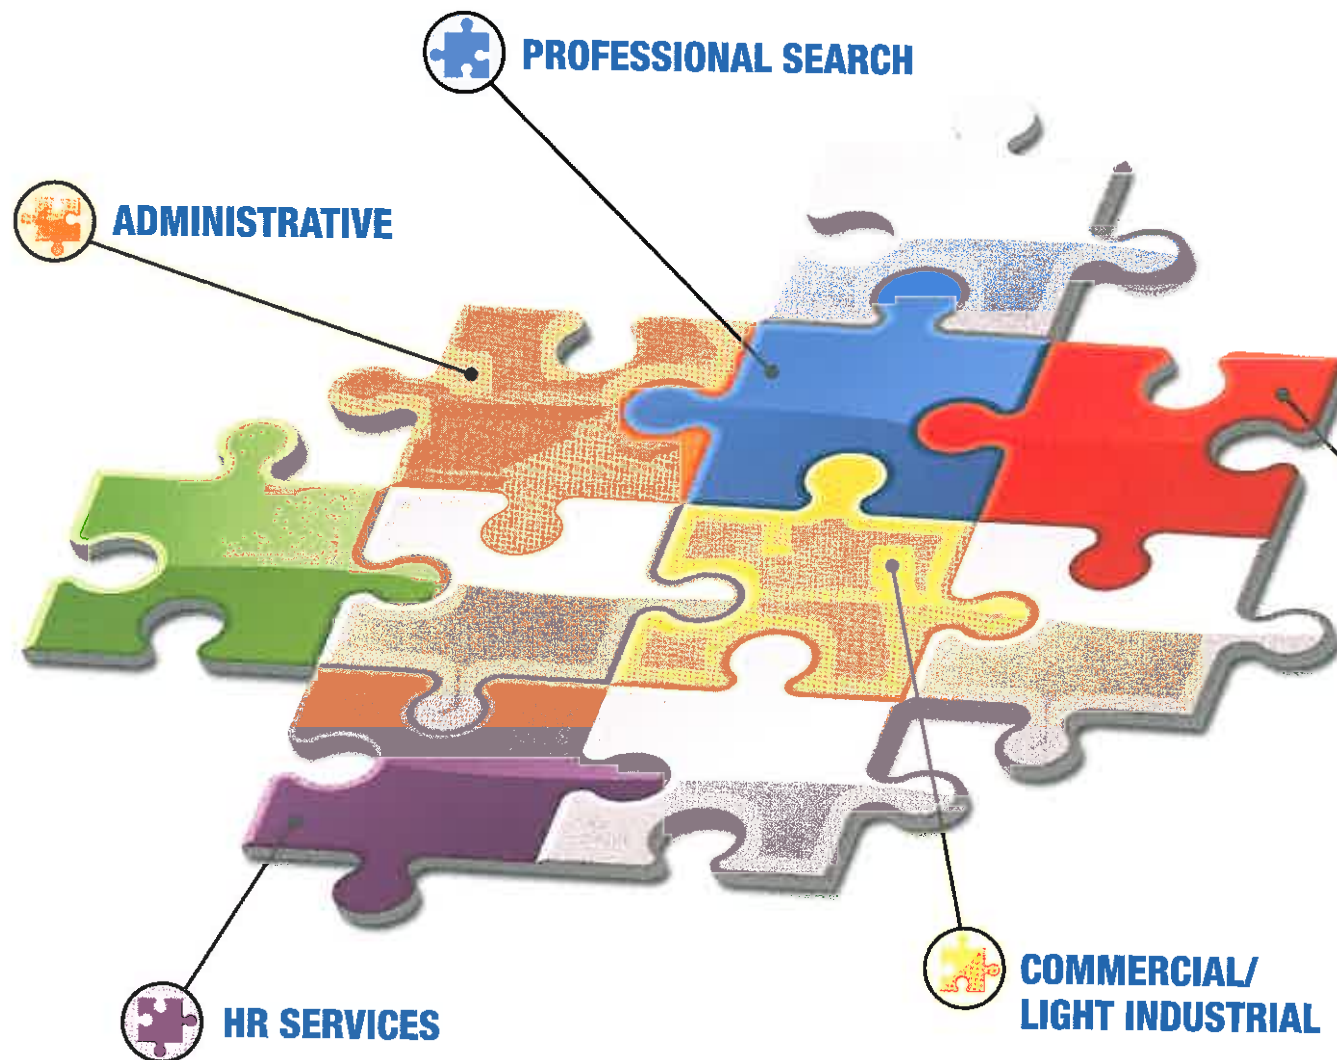 PROFESSIONAL SEARCH
ADMINISTRATIVE
COMMERCIAL/
LIGHT INDUSTRIAL
HR SERVICES